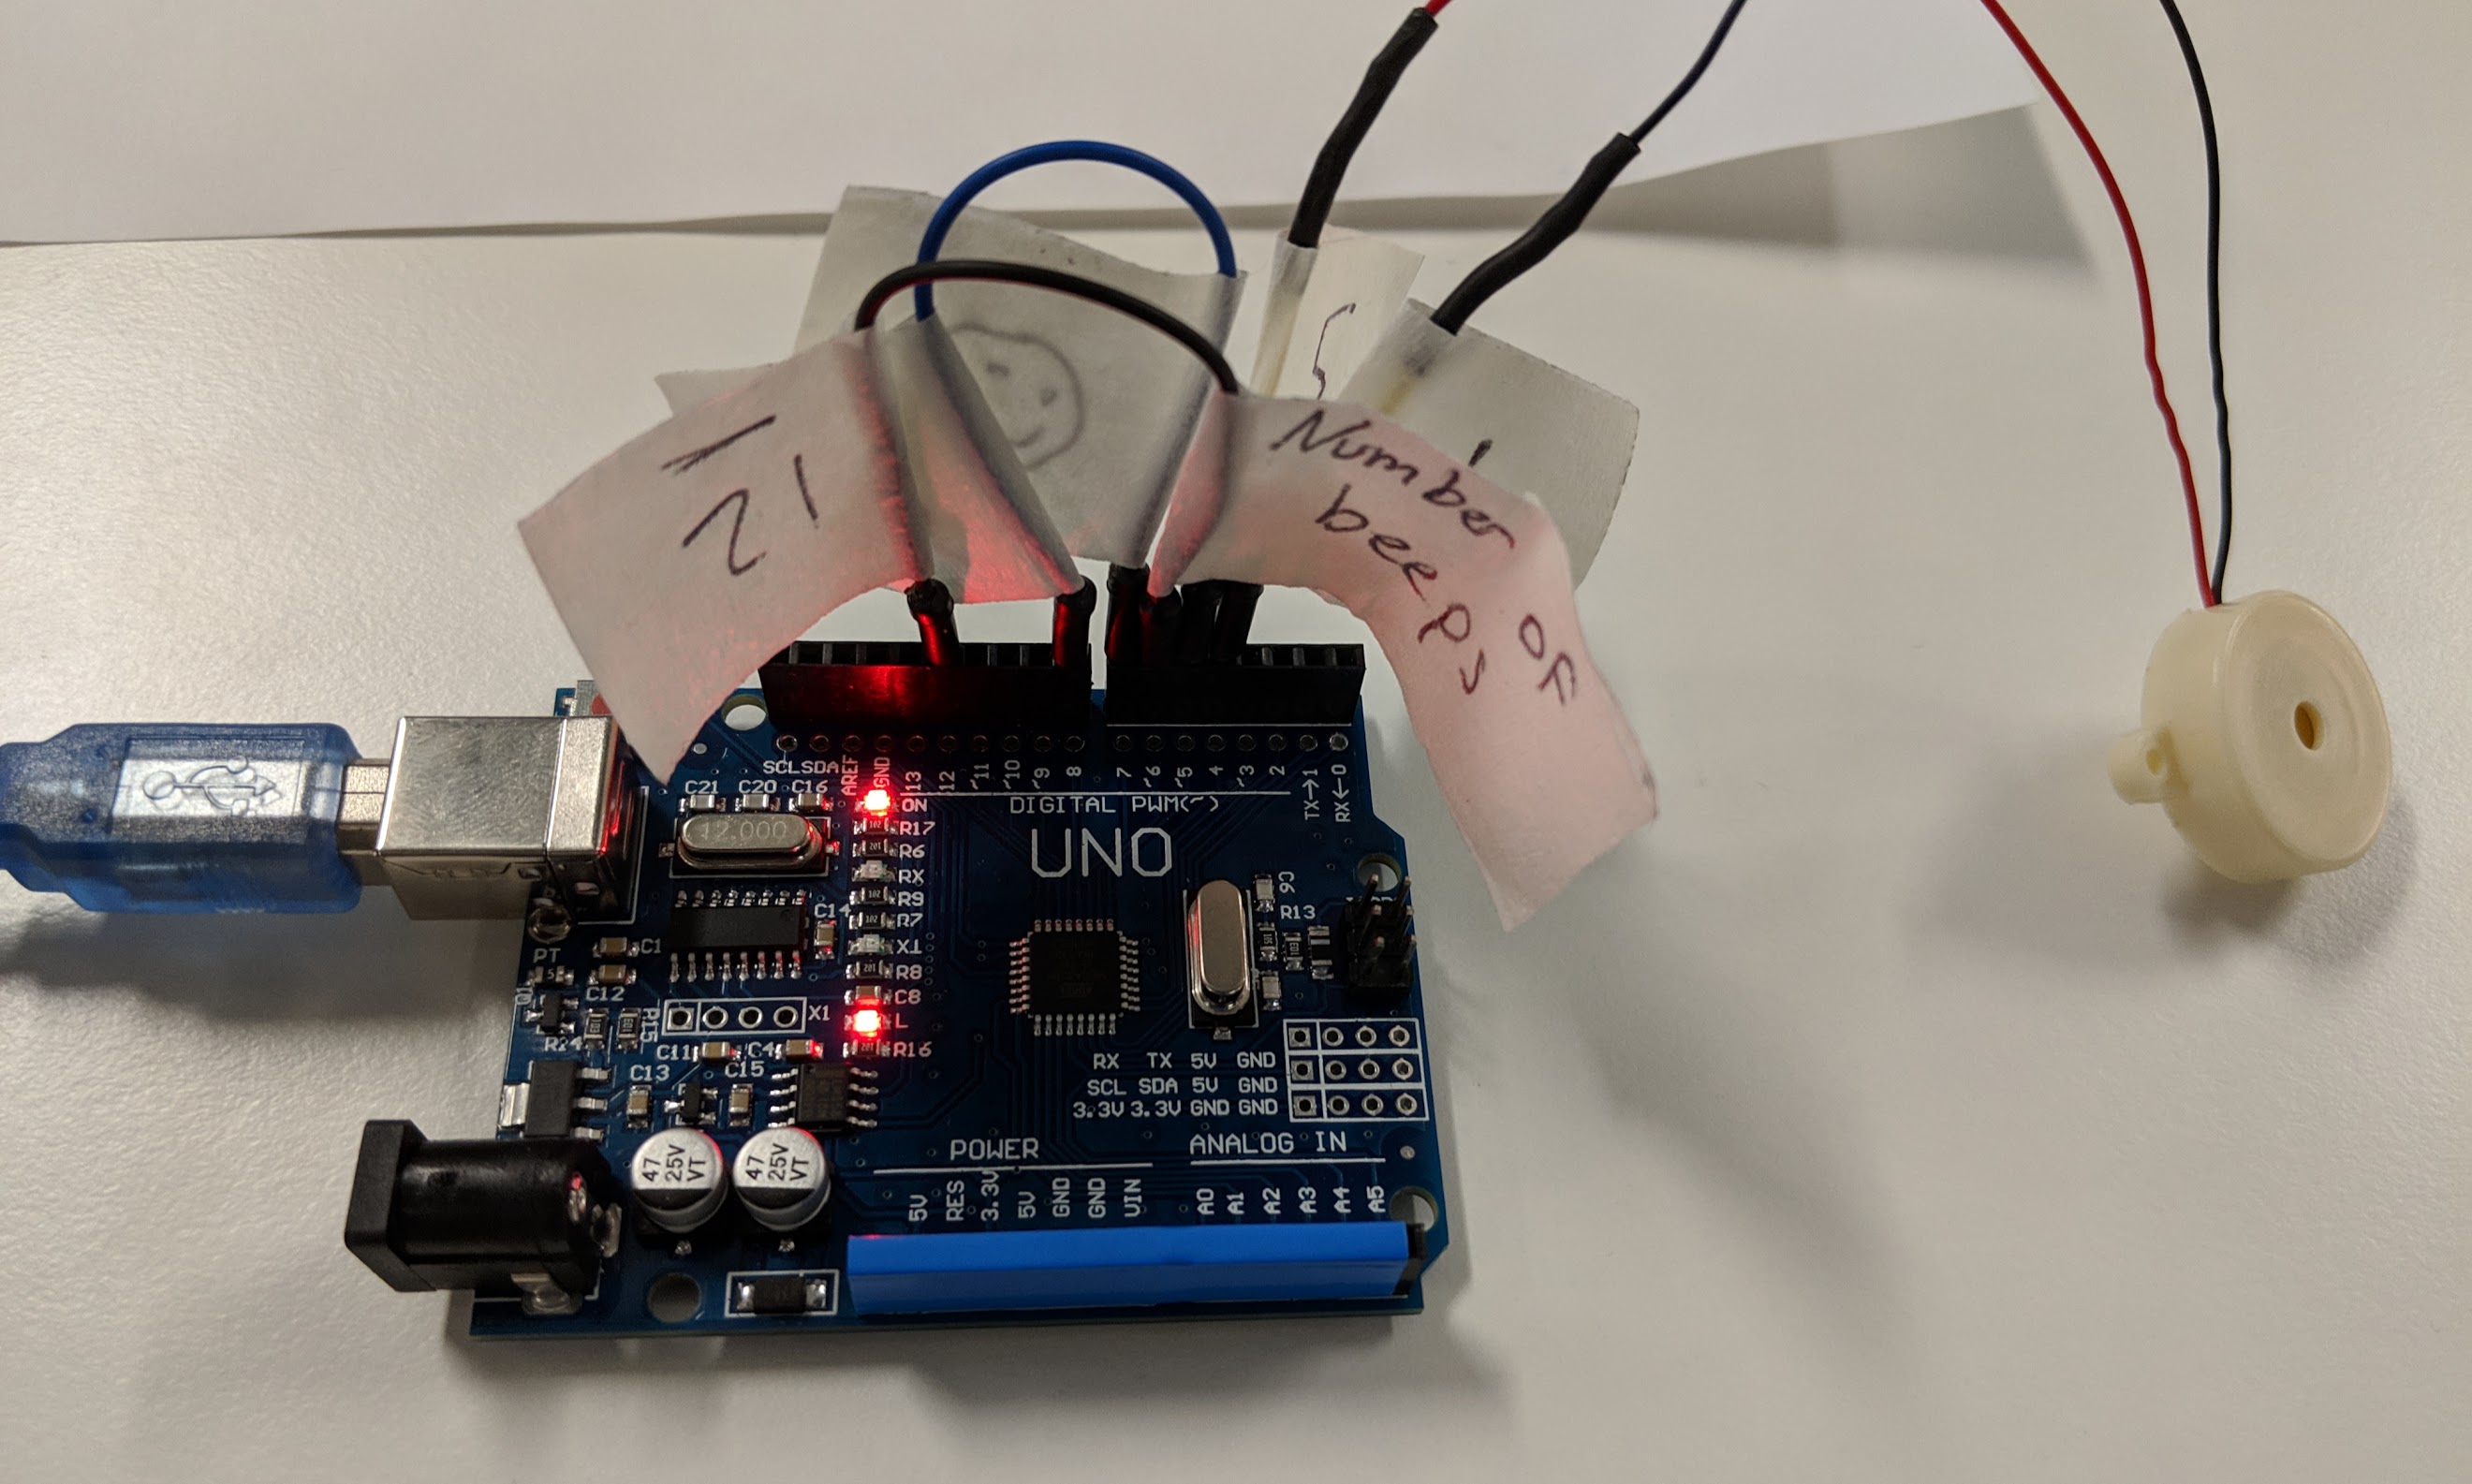 12
Number of
beeps
SCL SDA AREF GND 13 12 ~11 ~10 ~9 8 7 ~6 ~5 4 ~3 2 TX→1 RX←0
DIGITAL PWM(~)
UNO
C21 C20 C16
12.000
ON
R17
R6
RX
R9
R7
TX
R8
C8
L
R16
C14
C1
PT
C12
X1
R15
R24
C11 C4
C13 C15
C9
R13
47
25V
VT
47
25V
VT
RX TX 5V GND
SCL SDA 5V GND
3.3V 3.3V GND GND
POWER
ANALOG IN
5V RES 3.3V 5V GND GND VIN A0 A1 A2 A3 A4 A5